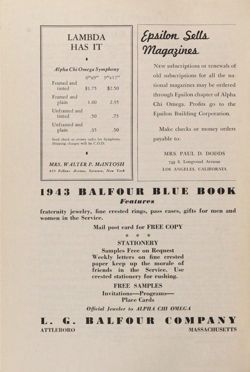 LAMBDA
HAS IT
Alpha Chi Omega Symphony
Framed and
tinted $1.75 $2.50
Framed and
plain 1.60 2.35
Unframed and
tinted .50 .75
Unframed and
plain .35 .50
MRS. WALTER P. McINTOSH
Epsilon Sells
Magazines
New subscriptions or renewals of
old subscriptions for all the na-
tional magazines may be ordered
through Epsilon chapter of Alpha
Chi Omega. Profits go to the
Epsilon Building Corporation.
Make checks or money orders
payable to:
MRS. PAUL D. DODDS
744 S. Longwood Avenue
LOS ANGELES, CALIFORNIA
1943 BALFOUR BLUE BOOK
Features
fraternity jewelry, fine crested rings, pass cases, gifts for men and
women in the Service.
Mail post card for FREE COPY
* * *
STATIONERY
Samples Free on Request
Weekly letters on fine crested
paper keep up the morale of
friends in the Service. Use
crested stationery for rushing.
FREE SAMPLES
Invitations—Programs—
Place Cards
Official Jeweler to ALPHA CHI OMEGA
L. G. BALFOUR COMPANY
ATTLEBORO MASSACHUSETTS